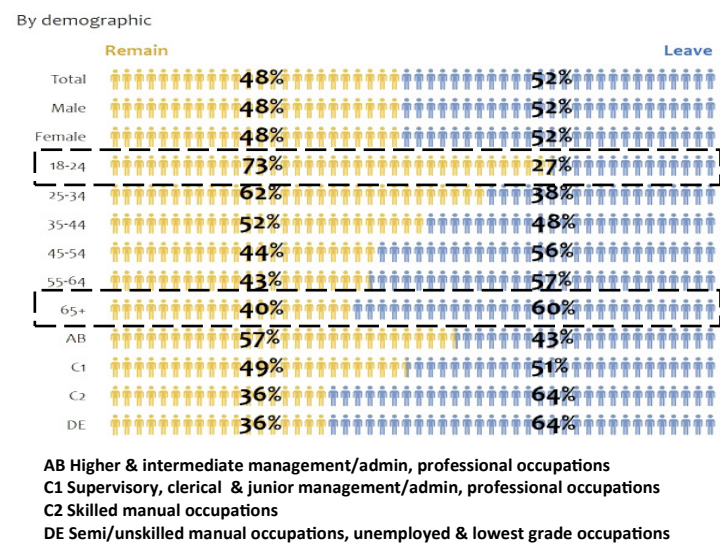 By demographic
Remain Leave
Total 48% 52%
Male 48% 52%
Female 48% 52%
18-24 73% 27%
25-34 62% 38%
35-44 52% 48%
45-54 44% 56%
55-64 43% 57%
65+ 40% 60%
AB 57% 43%
C1 49% 51%
C2 36% 64%
DE 36% 64%
AB Higher & intermediate management/admin, professional occupations
C1 Supervisory, clerical & junior management/admin, professional occupations
C2 Skilled manual occupations
DE Semi/unskilled manual occupations, unemployed & lowest grade occupations